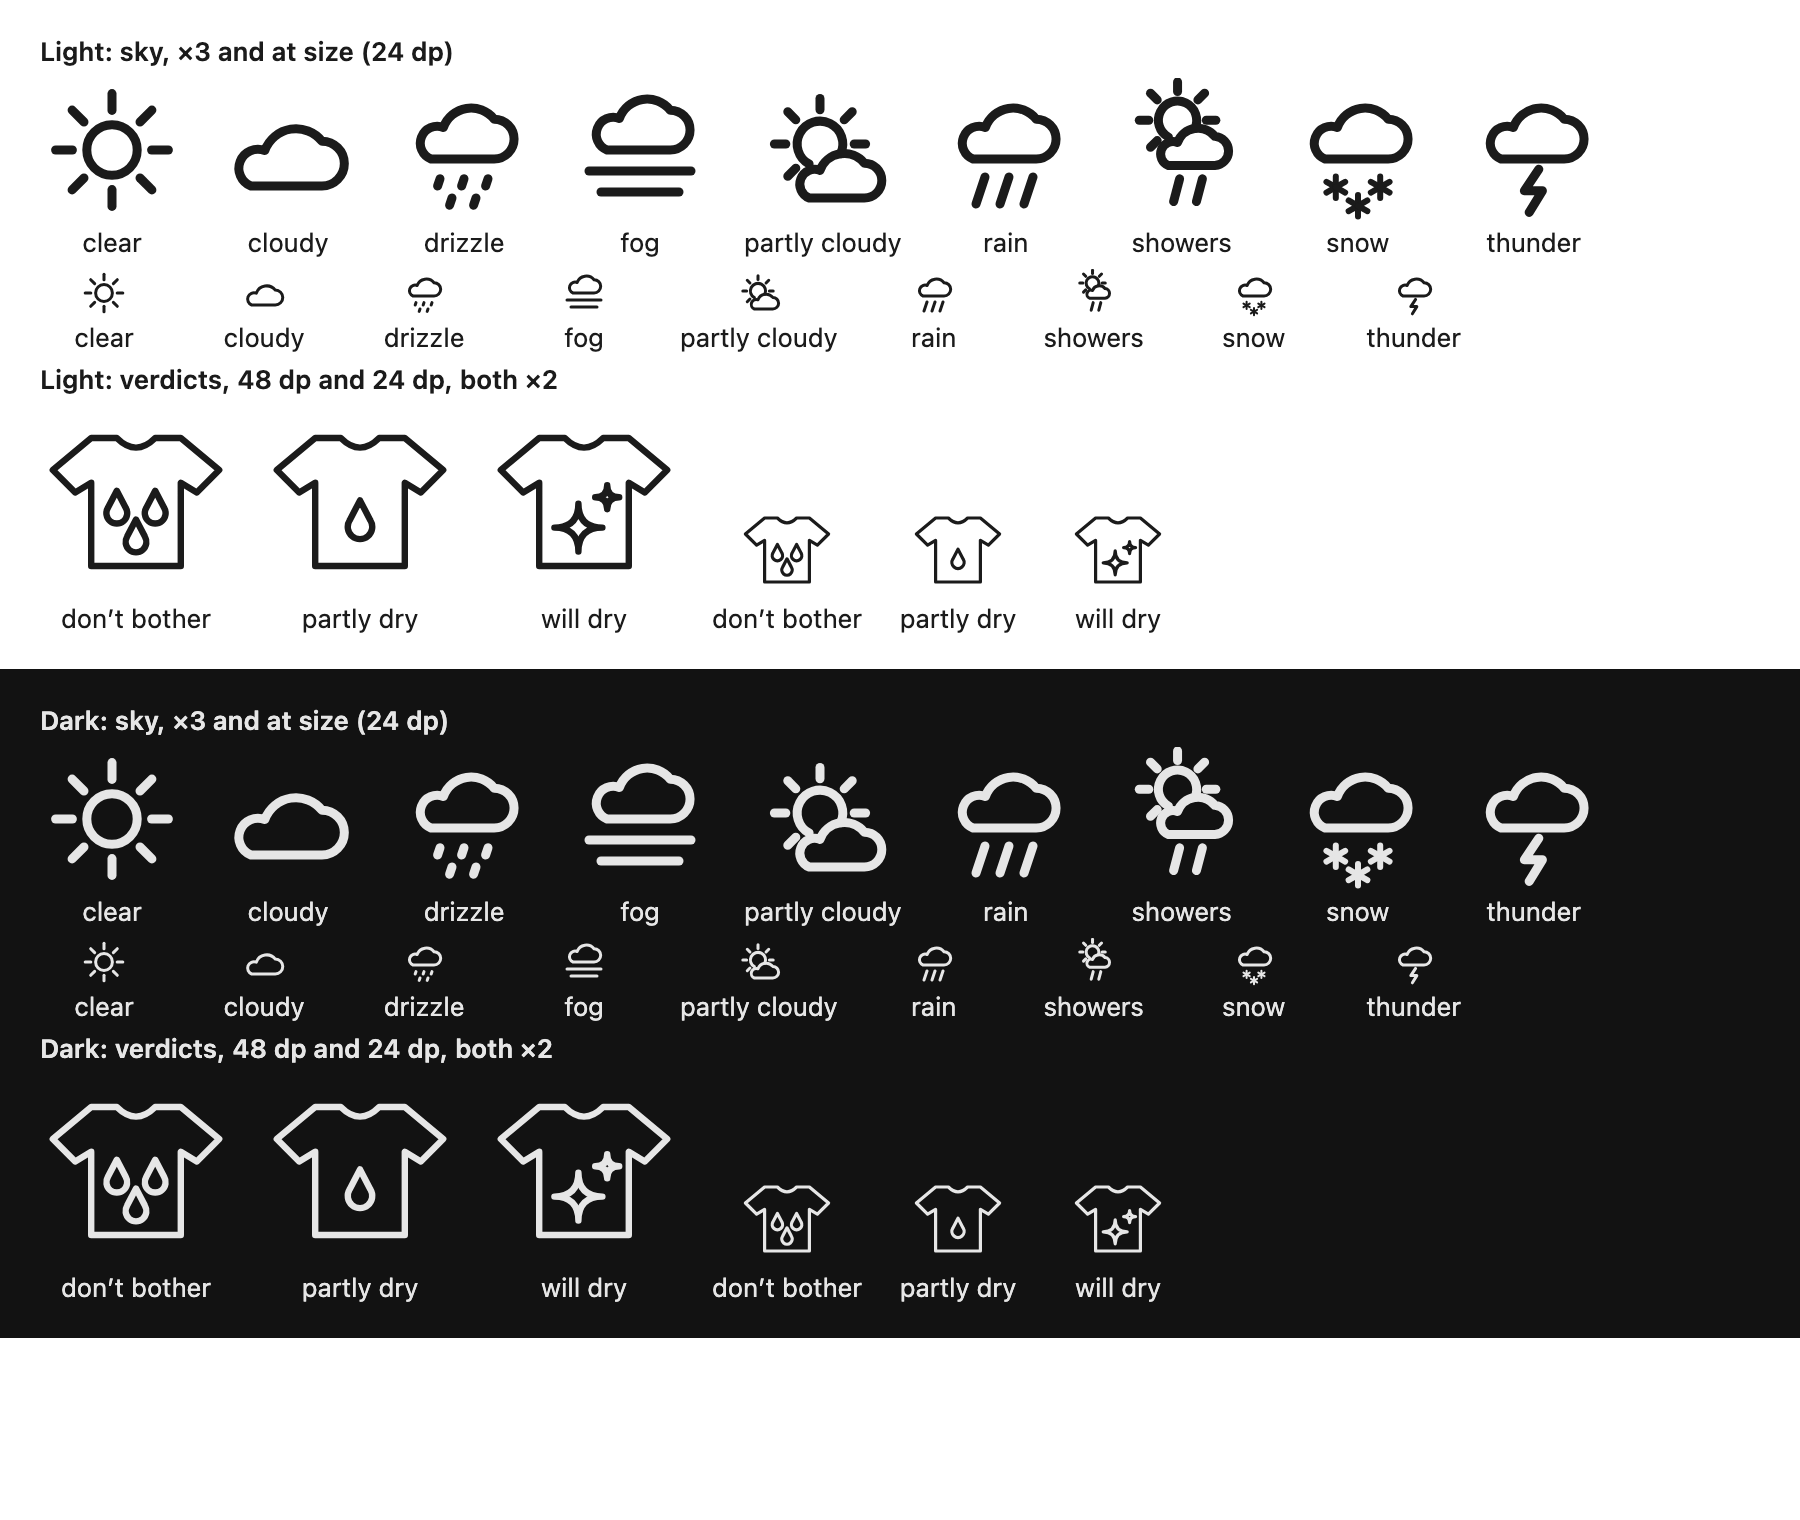 Light: sky, ×3 and at size (24 dp)
clear cloudy drizzle fog partly cloudy rain showers snow thunder
clear cloudy drizzle fog partly cloudy rain showers snow thunder
Light: verdicts, 48 dp and 24 dp, both ×2
don’t bother partly dry will dry don’t bother partly dry will dry
Dark: sky, ×3 and at size (24 dp)
clear cloudy drizzle fog partly cloudy rain showers snow thunder
clear cloudy drizzle fog partly cloudy rain showers snow thunder
Dark: verdicts, 48 dp and 24 dp, both ×2
don’t bother partly dry will dry don’t bother partly dry will dry